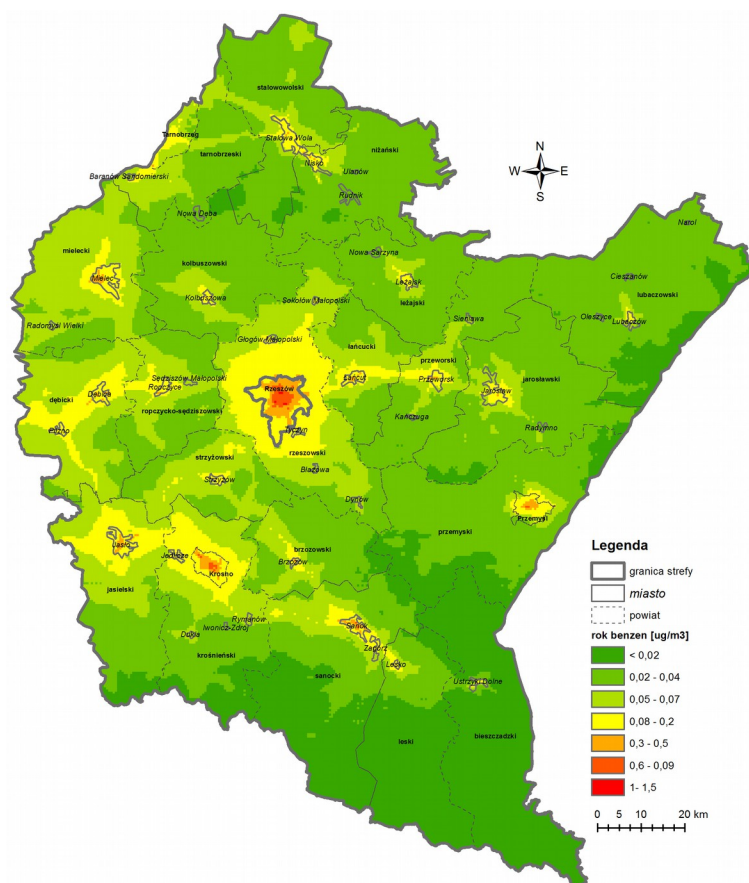 stalowowolski
Tarnobrzeg
Stalowa Wola
tarnobrzeski
Nisko
niżański
Baranów Sandomierski
Ulanów
Rudnik
Nowa Dęba
N
W E
S
Narol
mielecki
kolbuszowski
Nowa Sarzyna
Cieszanów
Mielec
Leżajsk
lubaczowski
Kolbuszowa
Sokołów Małopolski
leżajski
Radomyśl Wielki
Sieniawa
Oleszyce
Lubaczów
Głogów Małopolski
łańcucki
przeworski
jarosławski
Sędziszów Małopolski
Rzeszów
Łańcut
Przeworsk
dębicki
Dębica
Ropczyce
Jarosław
ropczycko-sędziszowski
Kańczuga
Pilzno
Tyczyn
Radymno
strzyżowski
rzeszowski
Strzyżów
Błażowa
Dynów
Przemyśl
przemyski
Jasło
Jedlicze
brzozowski
Krosno
Brzozów
jasielski
Rymanów
Iwonicz-Zdrój
Sanok
Dukla
Zagórz
krośnieński
Lesko
sanocki
Ustrzyki Dolne
leski
bieszczadzki
Legenda
granica strefy
miasto
powiat
rok benzen [ug/m3]
< 0,02
0,02 - 0,04
0,05 - 0,07
0,08 - 0,2
0,3 - 0,5
0,6 - 0,09
1- 1,5
0 5 10 20 km